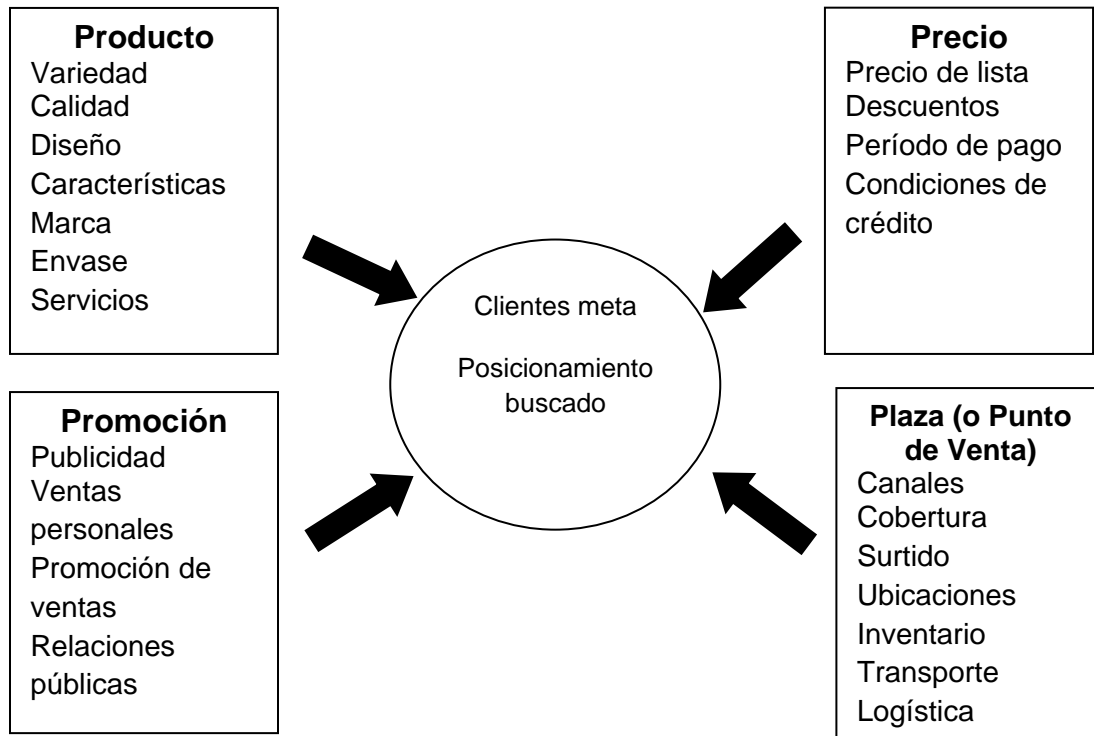 Producto
Variedad
Calidad
Diseño
Características
Marca
Envase
Servicios
Precio
Precio de lista
Descuentos
Período de pago
Condiciones de
crédito
Clientes meta
Posicionamiento
buscado
Promoción
Publicidad
Ventas
personales
Promoción de
ventas
Relaciones
públicas
Plaza (o Punto
de Venta)
Canales
Cobertura
Surtido
Ubicaciones
Inventario
Transporte
Logística